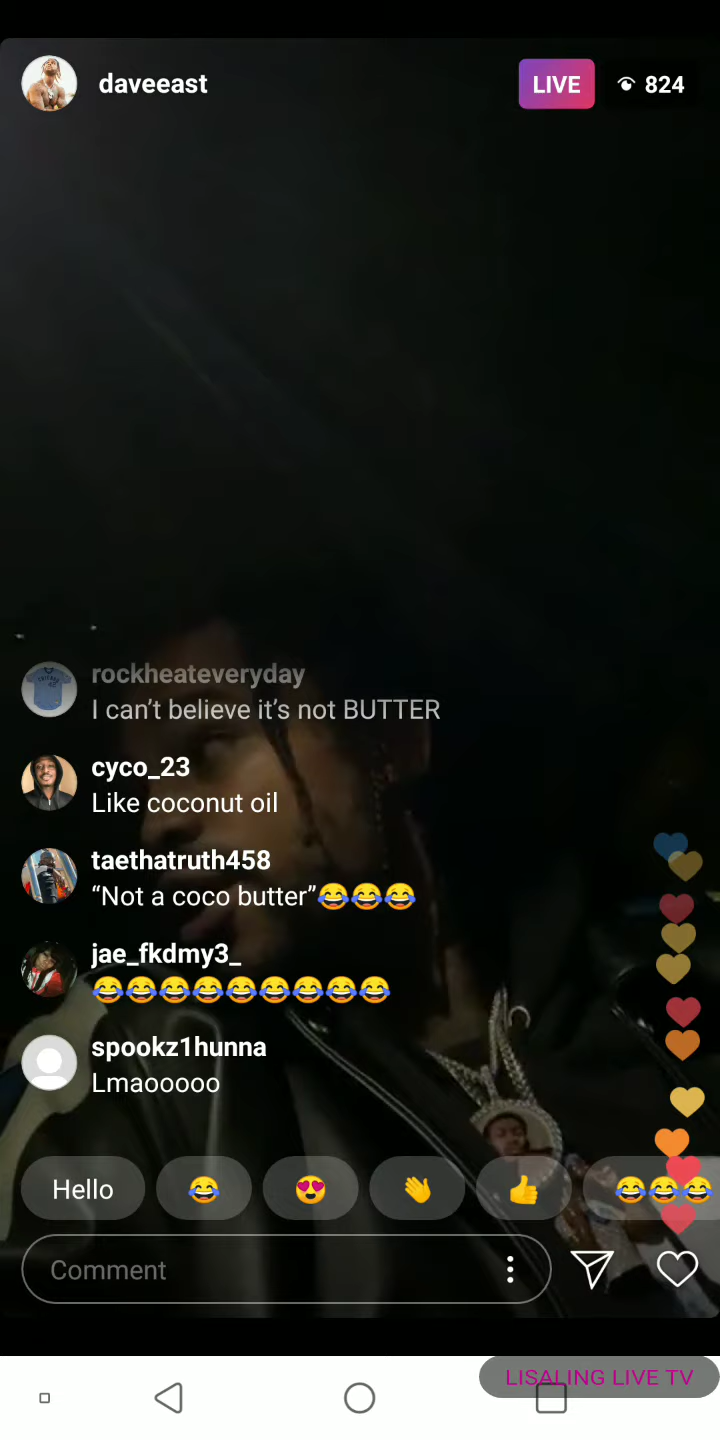 daveeast
LIVE
824
rockheateveryday
I can't believe it's not BUTTER
cyco_23
Like coconut oil
taethatruth458
“Not a coco butter”😂😂😂
jae_fkdmy3_
😂😂😂😂😂😂😂😂😂
spookz1hunna
Lmaooooo
Hello 😂 😍 👋 👍 😂😂😂
Comment
LISALING LIVE TV